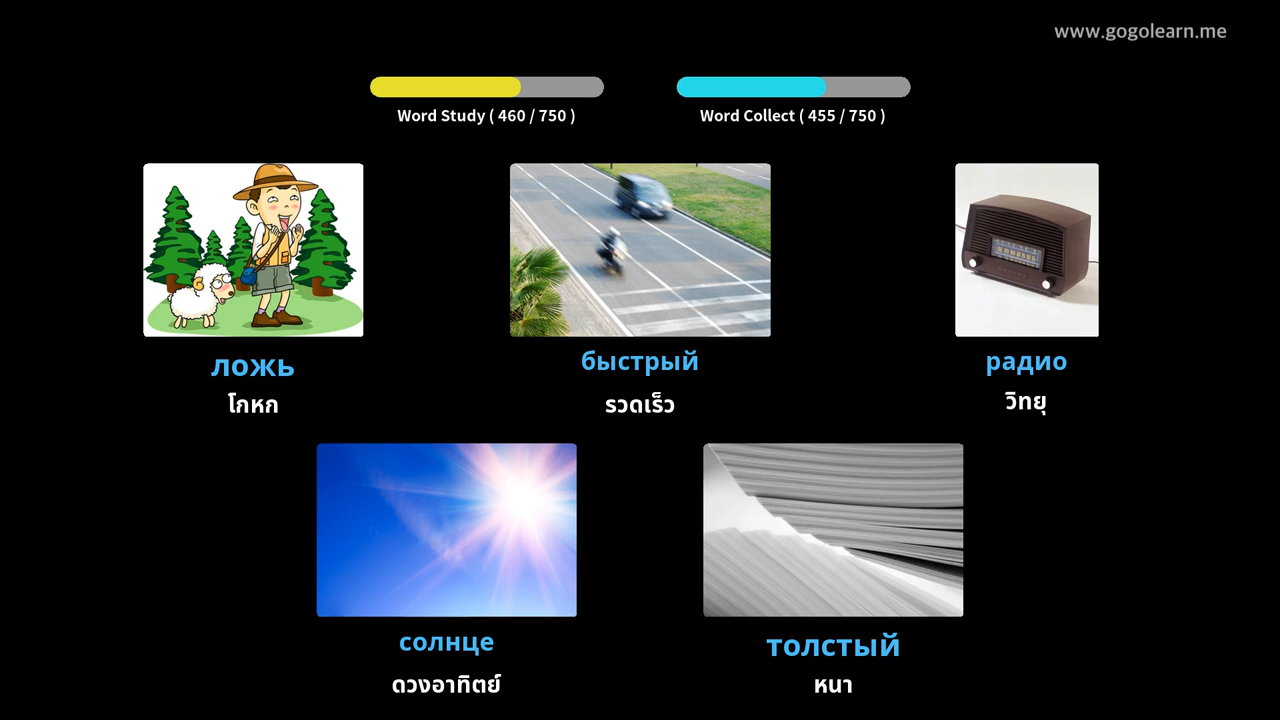 www.gogolearn.me
Word Study ( 460 / 750 )
Word Collect ( 455 / 750 )
ложь
โกหก
быстрый
รวดเร็ว
радио
วิทยุ
солнце
ดวงอาทิตย์
толстый
หนา